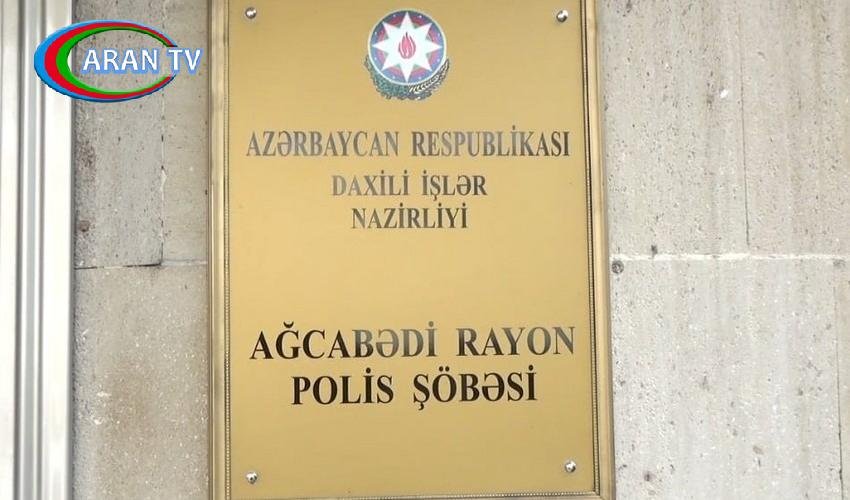 ARAN TV
AZƏRBAYCAN RESPUBLİKASI
DAXİLİ İŞLƏR
NAZİRLİYİ
AĞCABƏDİ RAYON
POLİS ŞÖBƏSİ